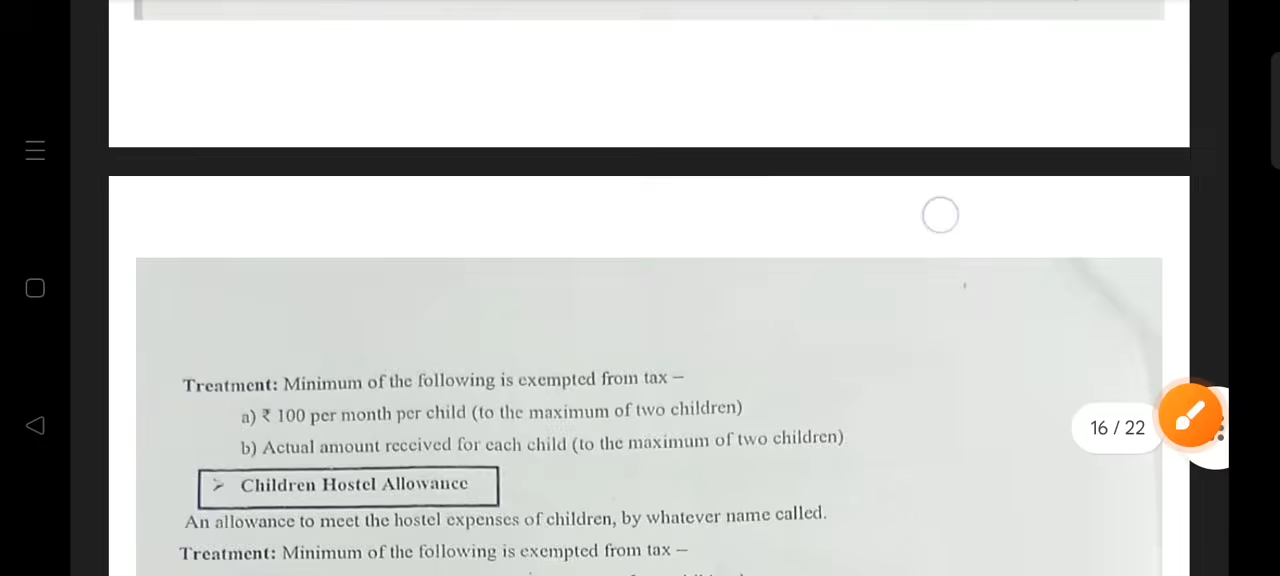 Treatment: Minimum of the following is exempted from tax –
a) ₹ 100 per month per child (to the maximum of two children)
b) Actual amount received for each child (to the maximum of two children)
16 / 22
➢ Children Hostel Allowance
An allowance to meet the hostel expenses of children, by whatever name called.
Treatment: Minimum of the following is exempted from tax –